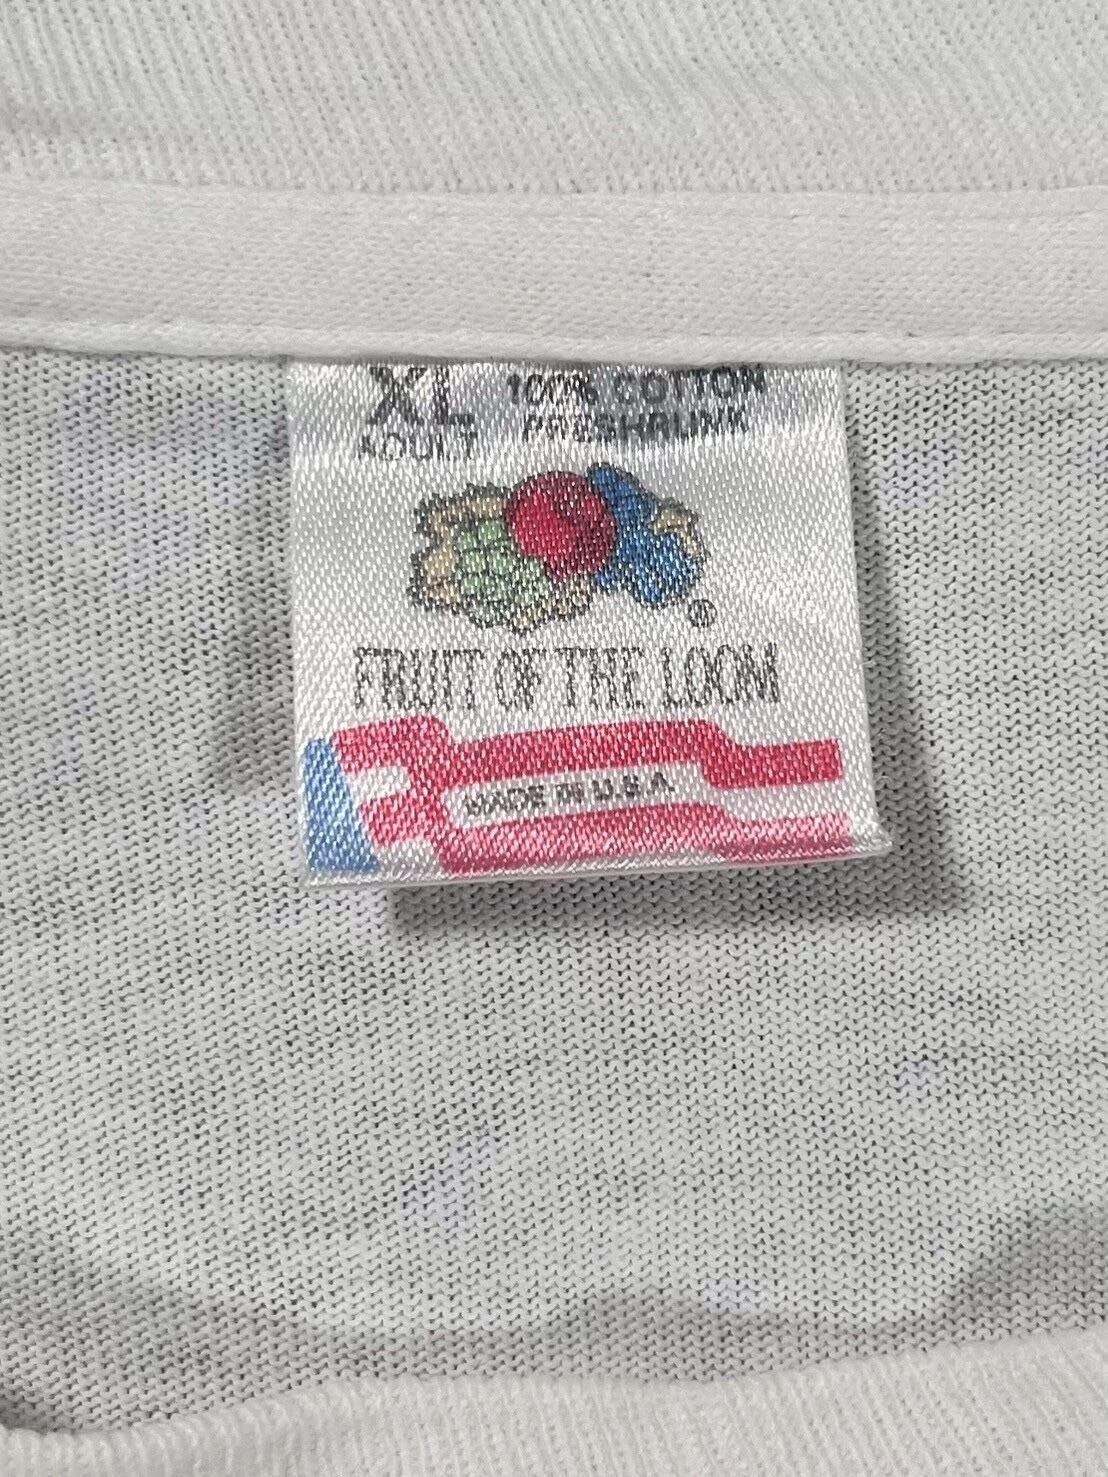 XL 100% COTTON
ADULT PRESHRUNK
®
FRUIT OF THE LOOM
MADE IN U.S.A.